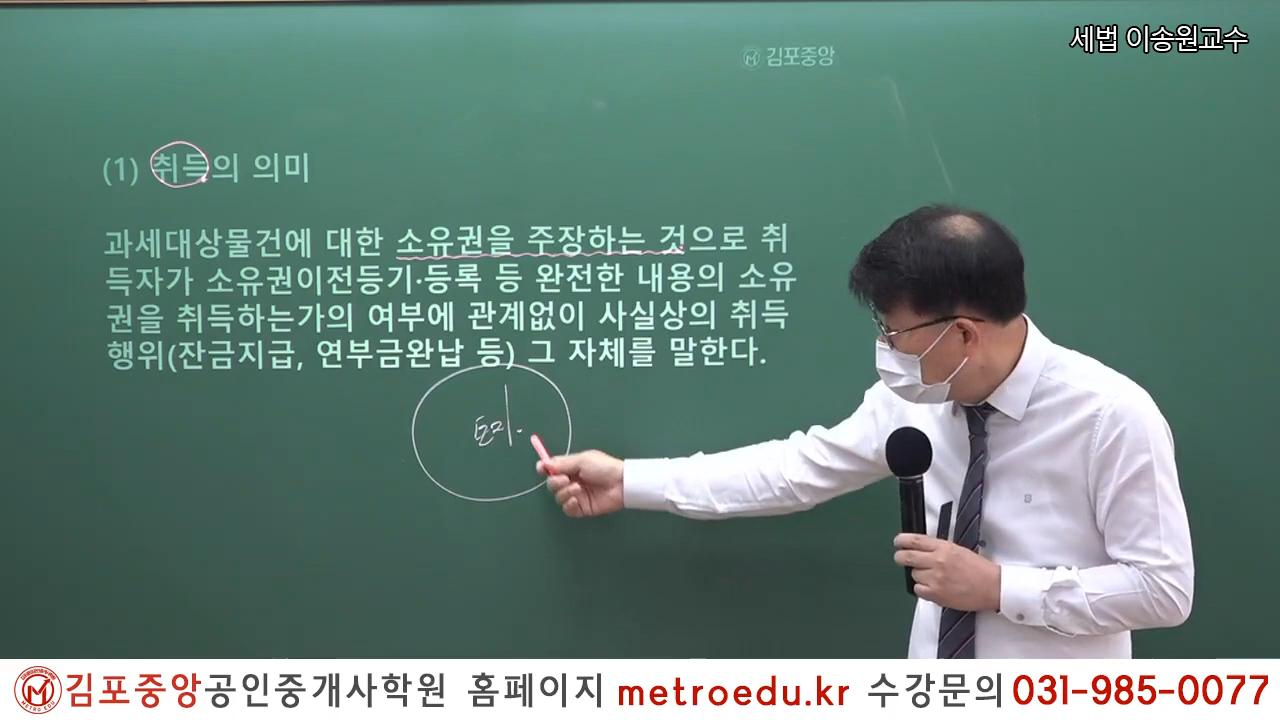 세법 이송원교수
김포중앙
(1) 취득의 의미
과세대상물건에 대한 소유권을 주장하는 것으로 취
득자가 소유권이전등기·등록 등 완전한 내용의 소유
권을 취득하는가의 여부에 관계없이 사실상의 취득
행위(잔금지급, 연부금완납 등) 그 자체를 말한다.
토지
김포중앙공인중개사학원 홈페이지 metroedu.kr 수강문의 031-985-0077
METRO EDU